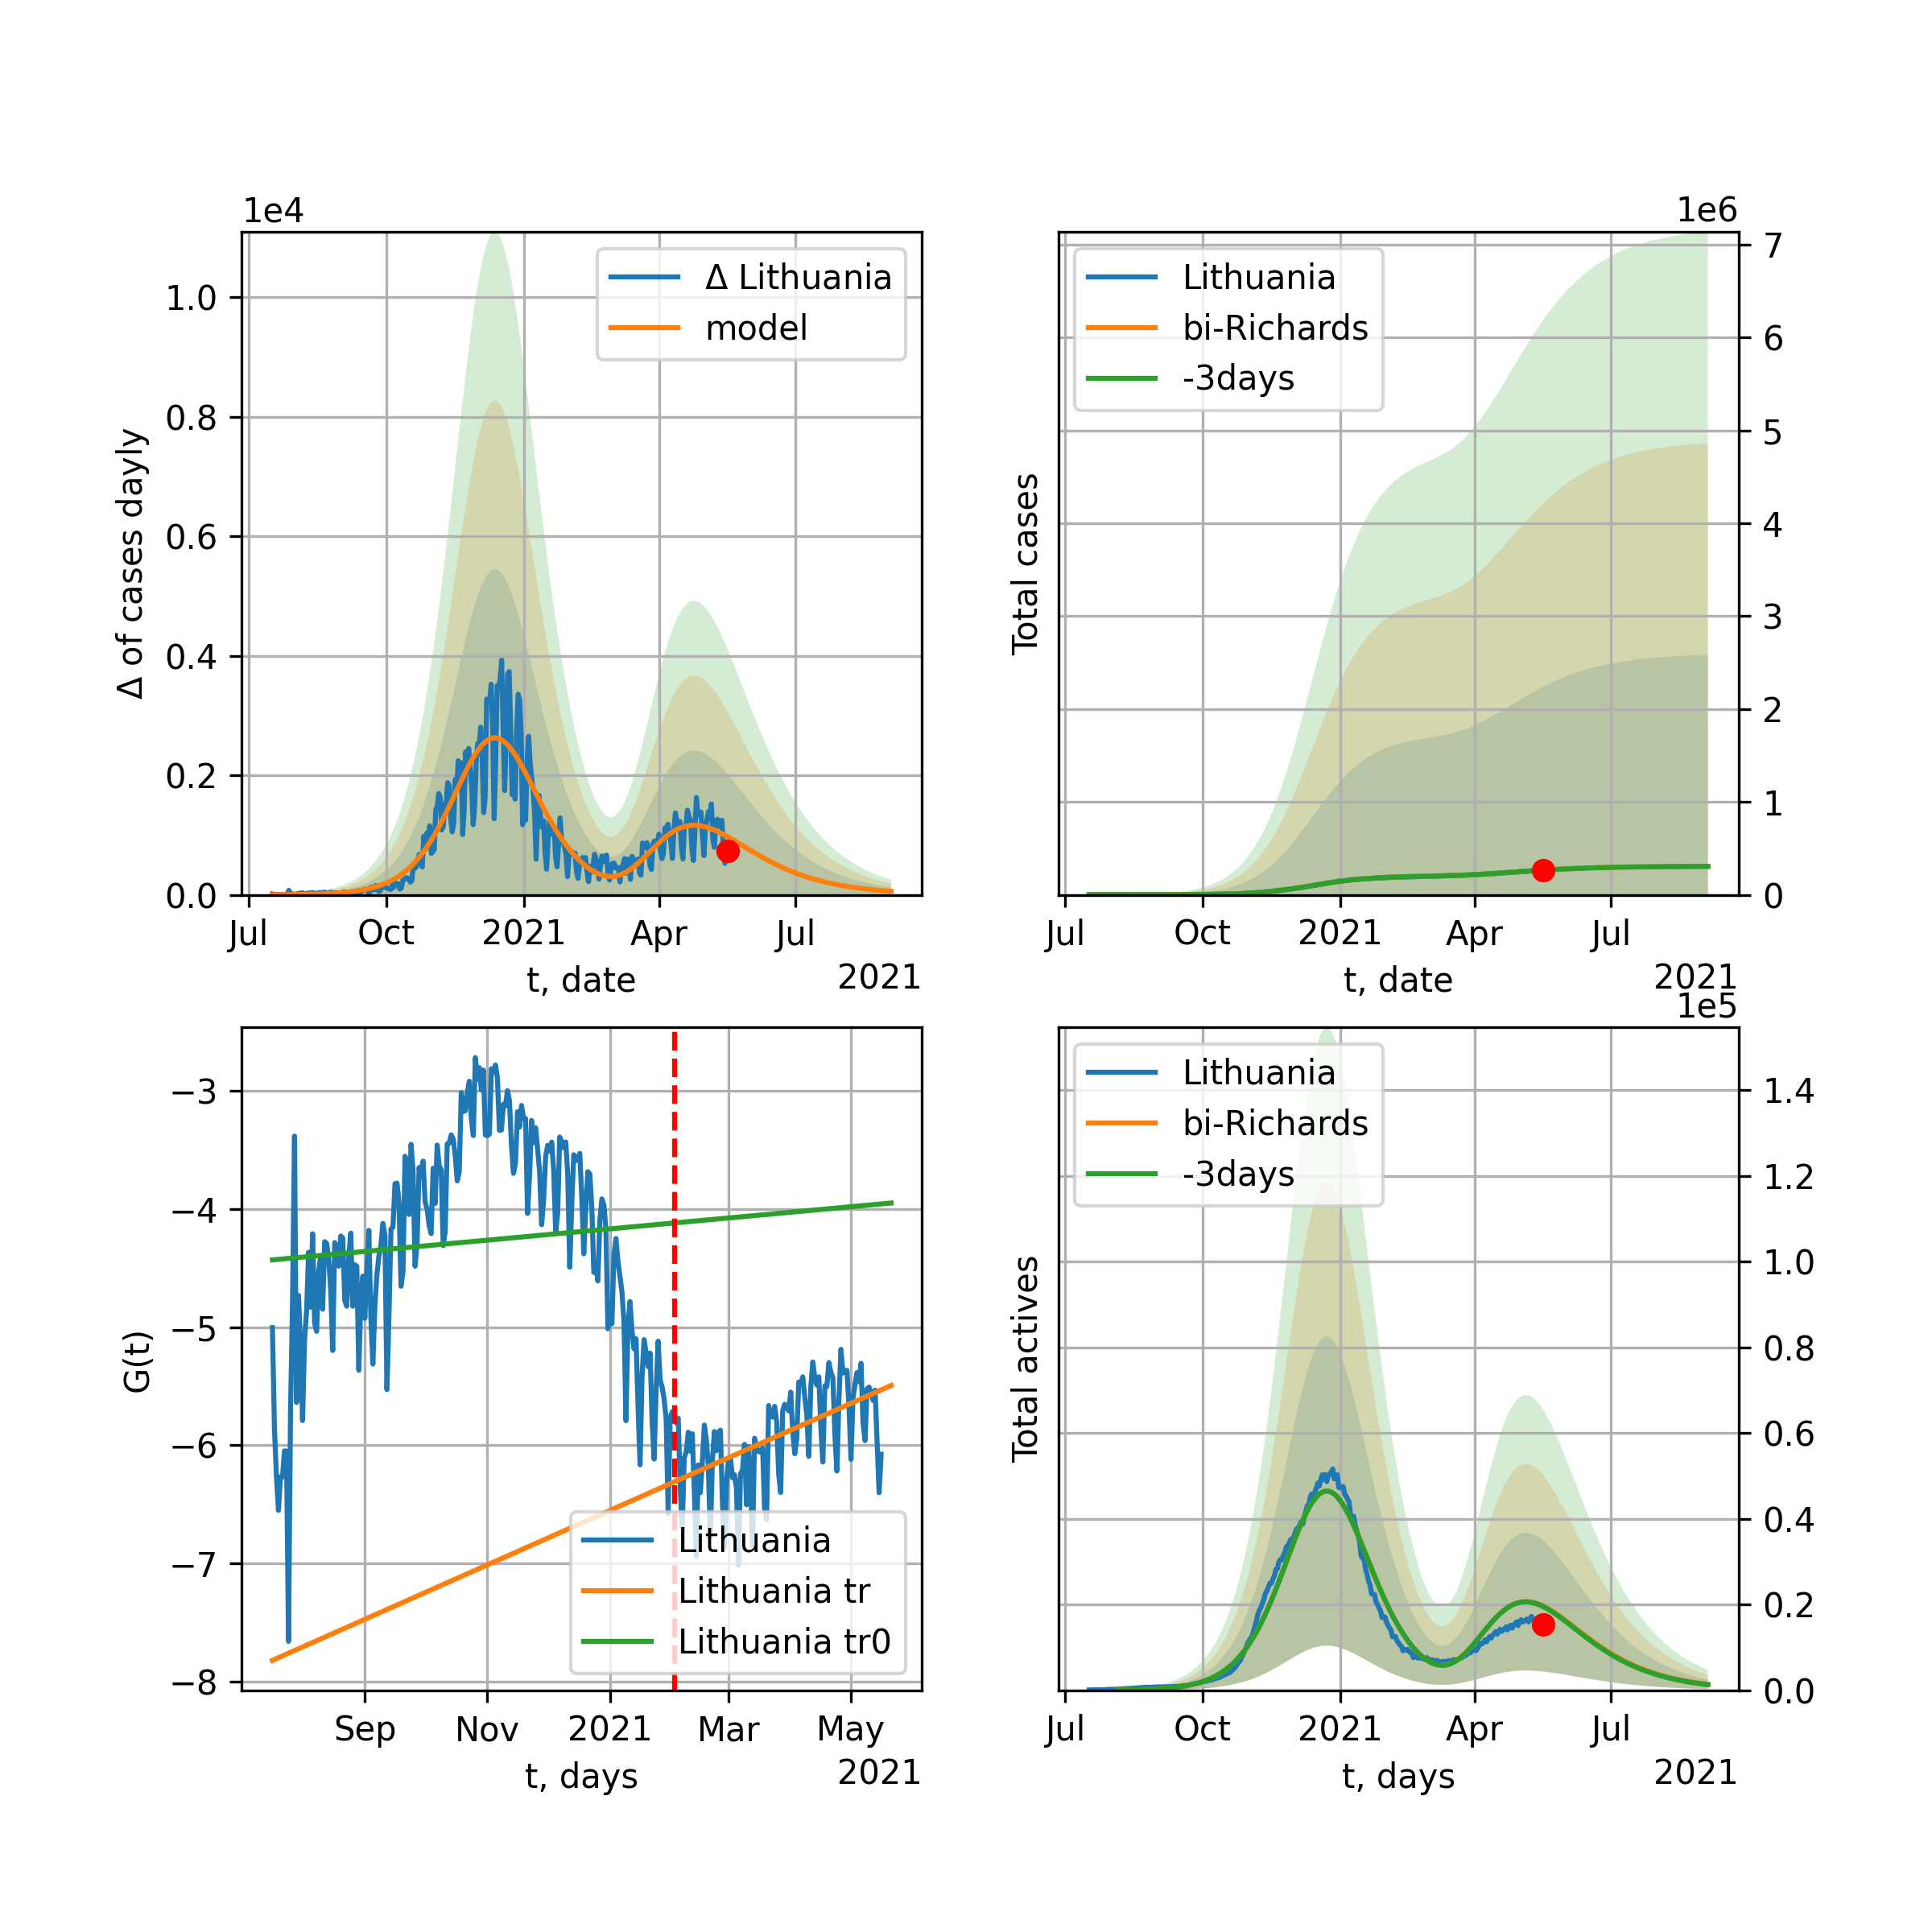 1e4
Δ of cases dayly
1.0
0.8
0.6
0.4
0.2
0.0
Δ Lithuania
model
Jul Oct 2021 Apr Jul
t, date
2021
1e6
Total cases
Lithuania
bi-Richards
-3days
7
6
5
4
3
2
1
0
Jul Oct 2021 Apr Jul
t, date
2021
G(t)
−3
−4
−5
−6
−7
−8
Lithuania
Lithuania tr
Lithuania tr0
Sep Nov 2021 Mar May
t, days
2021
1e5
Total actives
Lithuania
bi-Richards
-3days
1.4
1.2
1.0
0.8
0.6
0.4
0.2
0.0
Jul Oct 2021 Apr Jul
t, days
2021